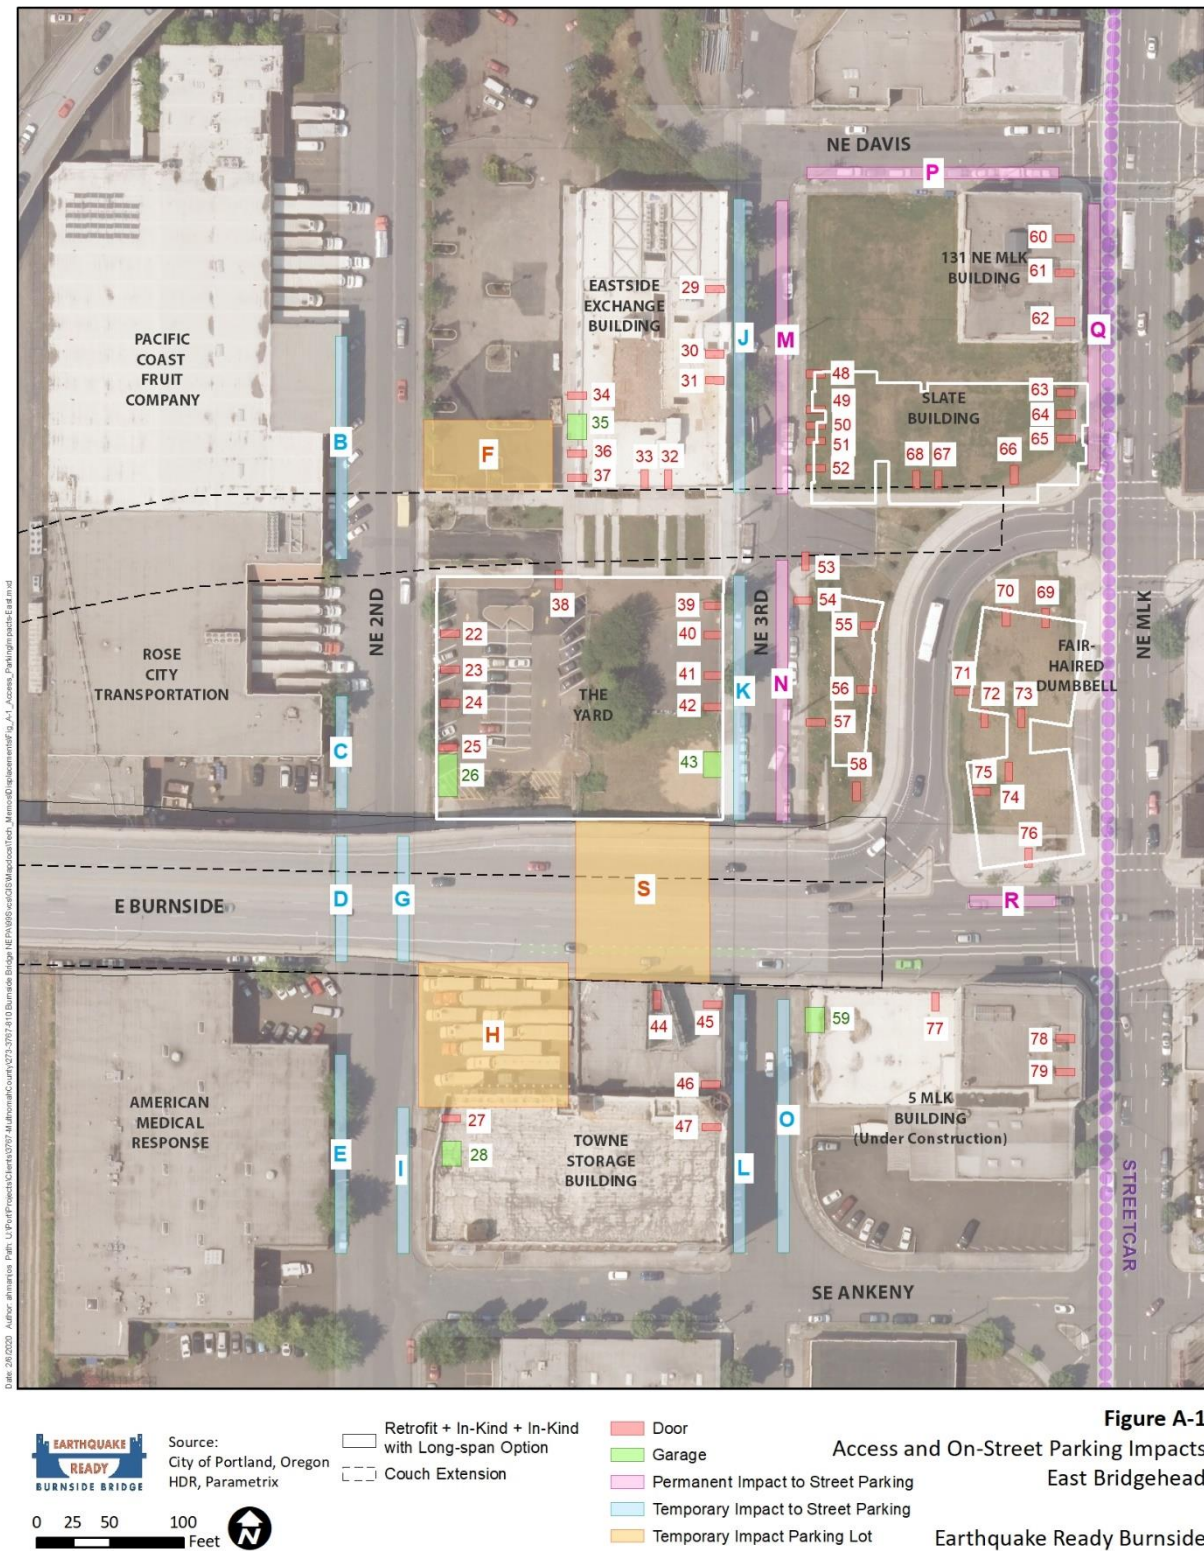 NE DAVIS
P
60
131 NE MLK
BUILDING
61
62
Q
EASTSIDE
EXCHANGE
BUILDING
29
30
31
J
M
PACIFIC
COAST
FRUIT
COMPANY
B
34
35
36
37
33
32
F
48
49
50
51
52
SLATE
BUILDING
63
64
65
66
67
68
NE 2ND
NE 3RD
NE MLK
38
39
40
41
42
43
22
23
24
25
26
THE
YARD
K
N
53
54
55
56
57
58
70
69
FAIR-
HAIRED
DUMBBELL
71
72
73
75
74
76
ROSE
CITY
TRANSPORTATION
C
E BURNSIDE
D
G
S
R
H
44
45
46
47
59
77
78
79
5 MLK
BUILDING
(Under Construction)
AMERICAN
MEDICAL
RESPONSE
E
I
27
28
TOWNE
STORAGE
BUILDING
L
O
STREETCAR
SE ANKENY
EARTHQUAKE
READY
BURNSIDE BRIDGE
Source:
City of Portland, Oregon
HDR, Parametrix
0 25 50 100
Feet
N
Retrofit + In-Kind + In-Kind
with Long-span Option
Couch Extension
Door
Garage
Permanent Impact to Street Parking
Temporary Impact to Street Parking
Temporary Impact Parking Lot
Figure A-1
Access and On-Street Parking Impacts
East Bridgehead
Earthquake Ready Burnside